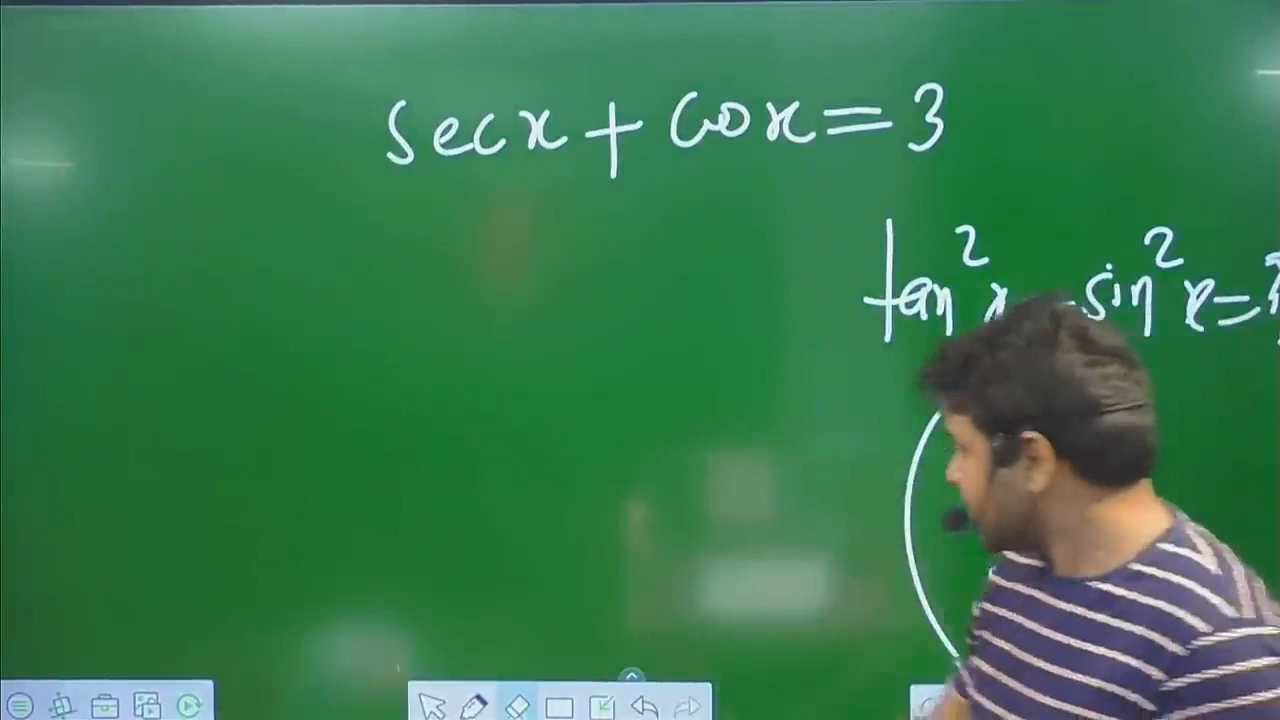 secx + cosx = 3
tan²x - sin²x =